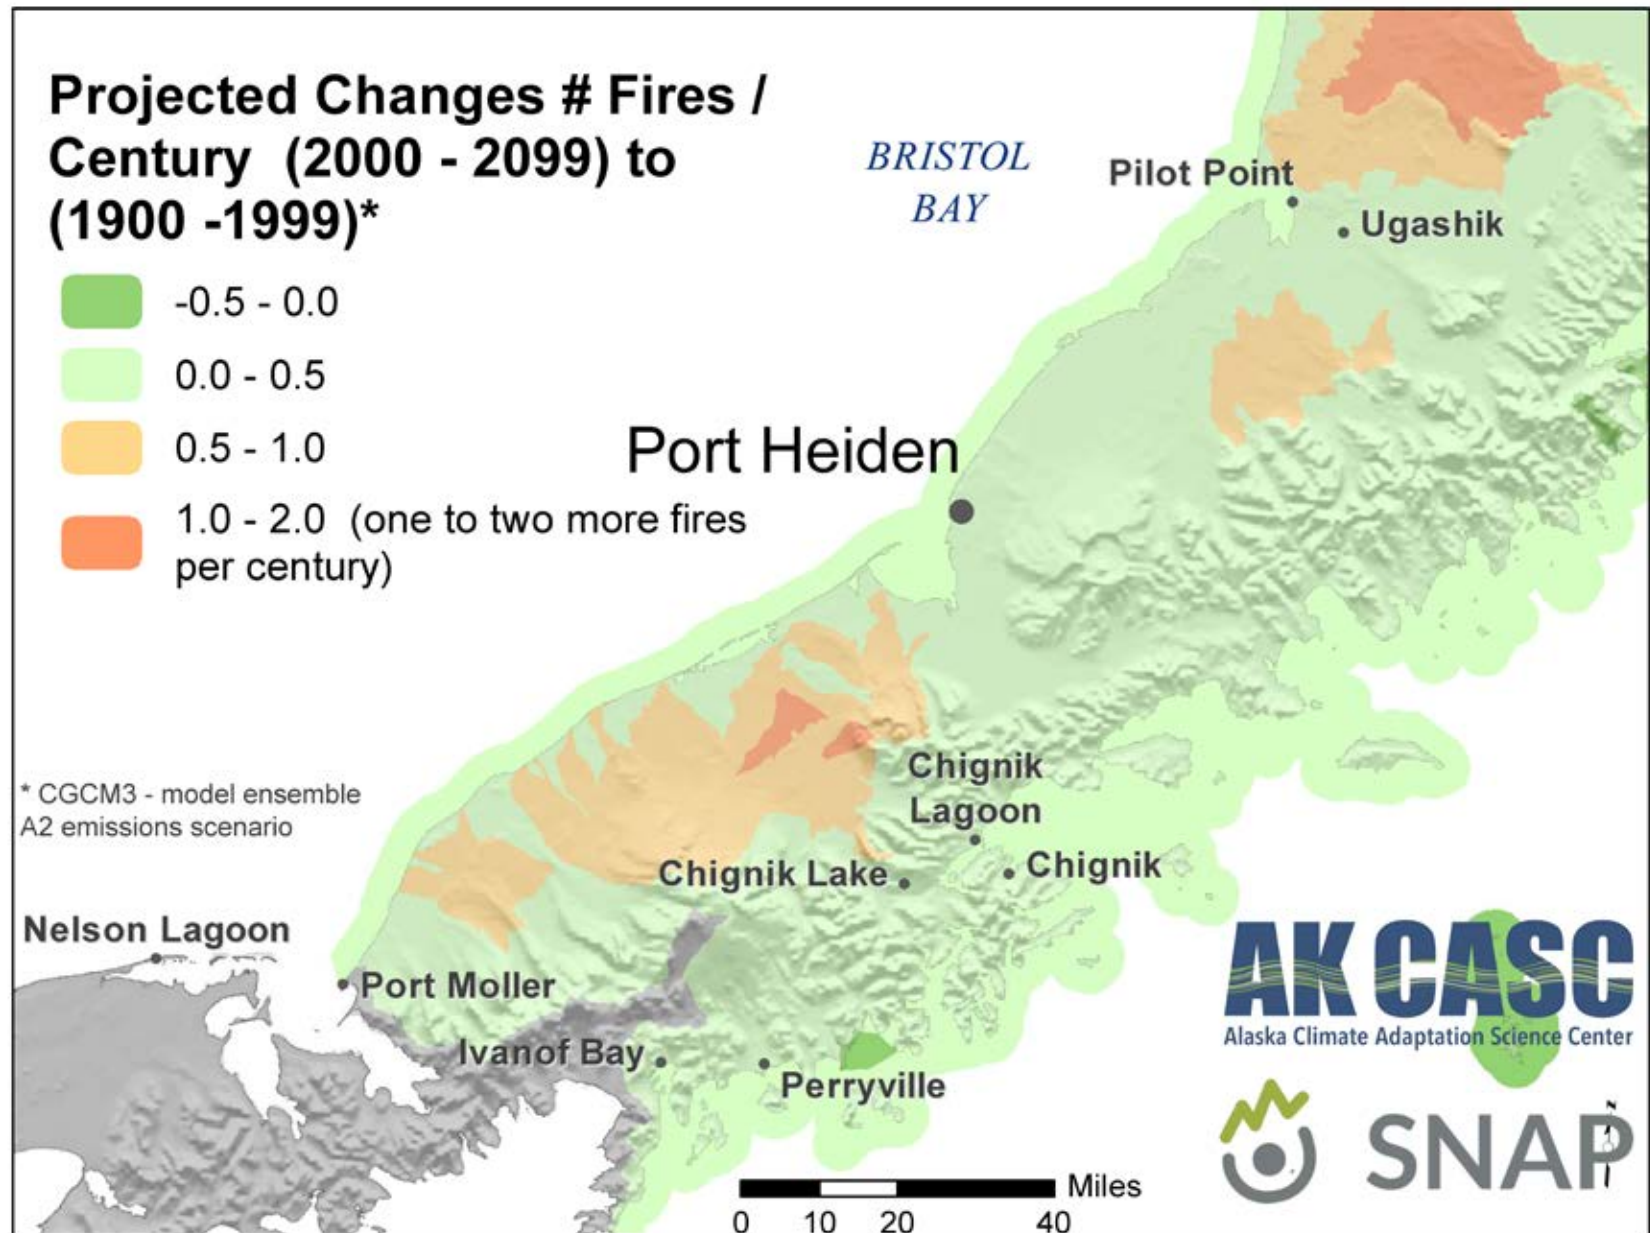 Projected Changes # Fires /
Century (2000 - 2099) to
(1900 -1999)*
-0.5 - 0.0
0.0 - 0.5
0.5 - 1.0
1.0 - 2.0 (one to two more fires
per century)
BRISTOL
BAY
Pilot Point
Ugashik
Port Heiden
* CGCM3 - model ensemble
A2 emissions scenario
Chignik
Lagoon
Chignik Lake
Chignik
Nelson Lagoon
Port Moller
Ivanof Bay
Perryville
AK CASC
Alaska Climate Adaptation Science Center
SNAP
N
Miles
0 10 20 40